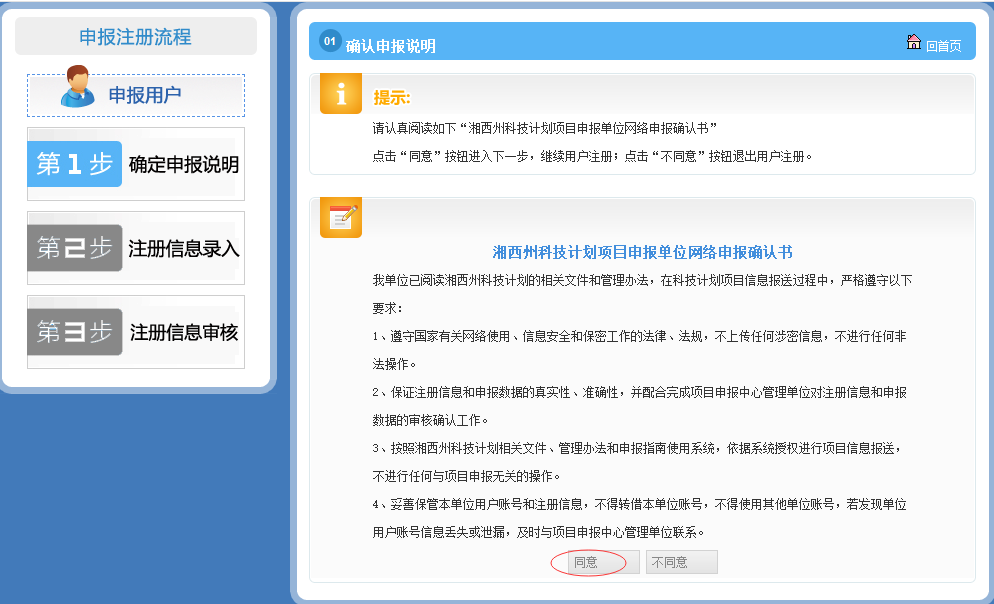 申报注册流程
申报用户
第1步 确定申报说明
第2步 注册信息录入
第3步 注册信息审核
01 确认申报说明 回首页
提示:
请认真阅读如下“湘西州科技计划项目申报单位网络申报确认书”
点击“同意”按钮进入下一步，继续用户注册；点击“不同意”按钮退出用户注册。
湘西州科技计划项目申报单位网络申报确认书
我单位已阅读湘西州科技计划的相关文件和管理办法，在科技计划项目信息报送过程中，严格遵守以下
要求：
1、遵守国家有关网络使用、信息安全和保密工作的法律、法规，不上传任何涉密信息，不进行任何非
法操作。
2、保证注册信息和申报数据的真实性、准确性，并配合完成项目申报中心管理单位对注册信息和申报
数据的审核确认工作。
3、按照湘西州科技计划相关文件、管理办法和申报指南使用系统，依据系统授权进行项目信息报送，
不进行任何与项目申报无关的操作。
4、妥善保管本单位用户账号和注册信息，不得转借本单位账号，不得使用其他单位账号，若发现单位
用户账号信息丢失或泄漏，及时与项目申报中心管理单位联系。
同意 不同意